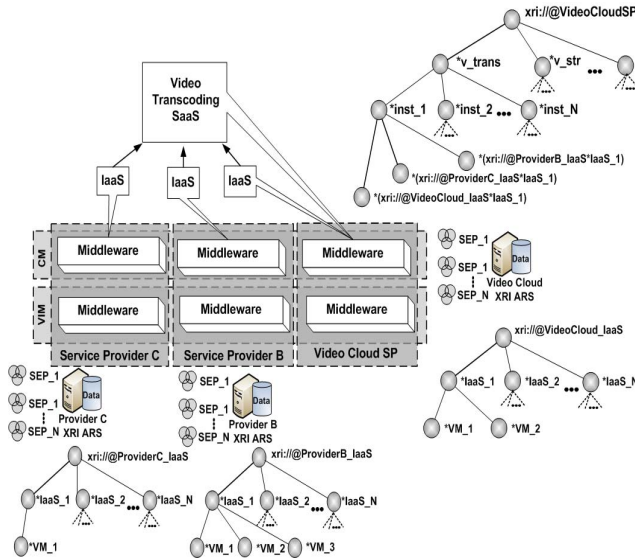 xri://@VideoCloudSP
*v_trans
*v_str
*inst_1
*inst_2
*inst_N
*(xri://@ProviderB_IaaS*IaaS_1)
*(xri://@ProviderC_IaaS*IaaS_1)
*(xri://@VideoCloud_IaaS*IaaS_1)
Video
Transcoding
SaaS
IaaS
IaaS
IaaS
CM
Middleware
Middleware
Middleware
VIM
Middleware
Middleware
Middleware
Service Provider C
Service Provider B
Video Cloud SP
SEP_1
SEP_1
SEP_N
Data
Video Cloud
XRI ARS
SEP_1
SEP_1
SEP_N
Data
Provider C
XRI ARS
SEP_1
SEP_1
SEP_N
Data
Provider B
XRI ARS
xri://@VideoCloud_IaaS
*IaaS_1
*IaaS_2
*IaaS_N
*VM_1
*VM_2
xri://@ProviderC_IaaS
*IaaS_1
*IaaS_2
*IaaS_N
*VM_1
xri://@ProviderB_IaaS
*IaaS_1
*IaaS_2
*IaaS_N
*VM_1
*VM_2
*VM_3